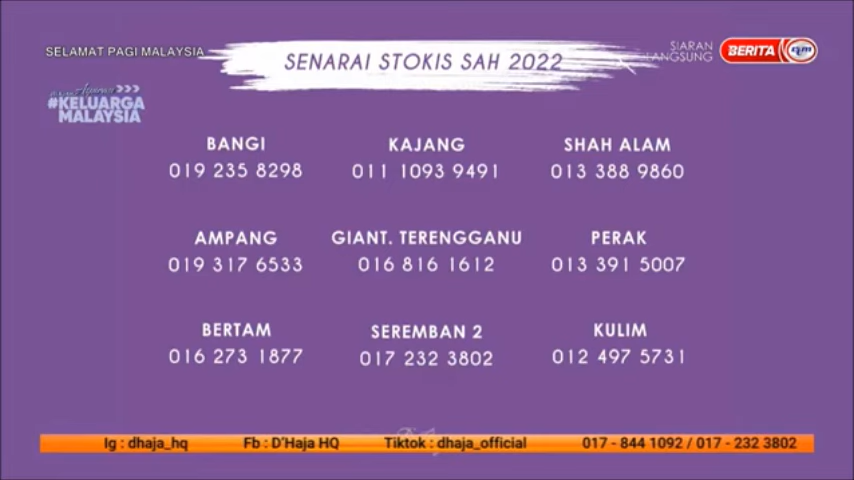 SELAMAT PAGI MALAYSIA
SENARAI STOKIS SAH 2022
SIARAN
LANGSUNG
BERITA rtm
#KELUARGA
MALAYSIA
BANGI
019 235 8298
KAJANG
011 1093 9491
SHAH ALAM
013 388 9860
AMPANG
019 317 6533
GIANT. TERENGGANU
016 816 1612
PERAK
013 391 5007
BERTAM
016 273 1877
SEREMBAN 2
017 232 3802
KULIM
012 497 5731
Ig : dhaja_hq Fb : D'Haja HQ Tiktok : dhaja_official 017 - 844 1092 / 017 - 232 3802